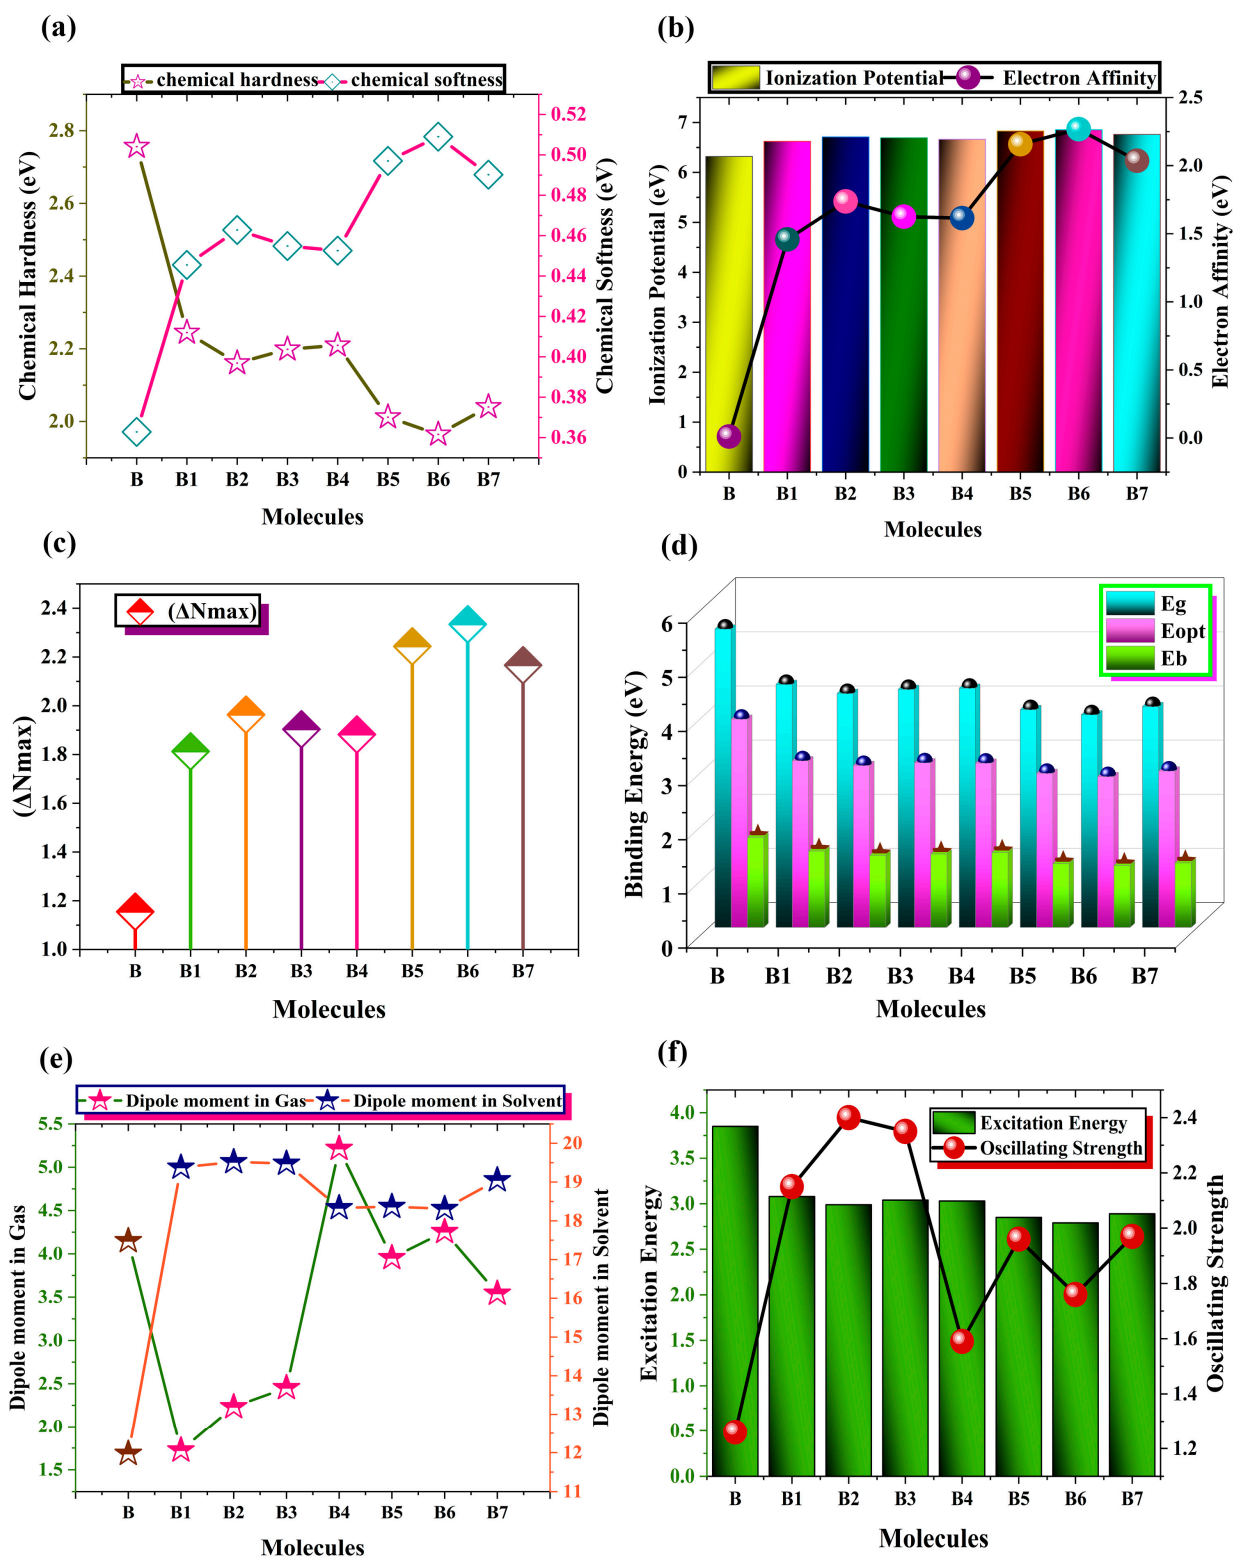 (a)
chemical hardness
chemical softness
Chemical Hardness (eV)
2.8
2.6
2.4
2.2
2.0
0.52
0.50
0.48
0.46
0.44
0.42
0.40
0.38
0.36
Chemical Softness (eV)
B B1 B2 B3 B4 B5 B6 B7
Molecules
(b)
Ionization Potential
Electron Affinity
Ionization Potential (eV)
7
6
5
4
3
2
1
0
2.5
2.0
1.5
1.0
0.5
0.0
Electron Affinity (eV)
B B1 B2 B3 B4 B5 B6 B7
Molecules
(c)
(ΔNmax)
(ΔNmax)
2.4
2.2
2.0
1.8
1.6
1.4
1.2
1.0
B B1 B2 B3 B4 B5 B6 B7
Molecules
(d)
Eg
Eopt
Eb
Binding Energy (eV)
6
5
4
3
2
1
0
B B1 B2 B3 B4 B5 B6 B7
Molecules
(e)
Dipole moment in Gas
Dipole moment in Solvent
Dipole moment in Gas
5.5
5.0
4.5
4.0
3.5
3.0
2.5
2.0
1.5
20
19
18
17
16
15
14
13
12
11
Dipole moment in Solvent
B B1 B2 B3 B4 B5 B6 B7
Molecules
(f)
Excitation Energy
Oscillating Strength
Excitation Energy
4.0
3.5
3.0
2.5
2.0
1.5
1.0
0.5
0.0
2.4
2.2
2.0
1.8
1.6
1.4
1.2
Oscillating Strength
B B1 B2 B3 B4 B5 B6 B7
Molecules